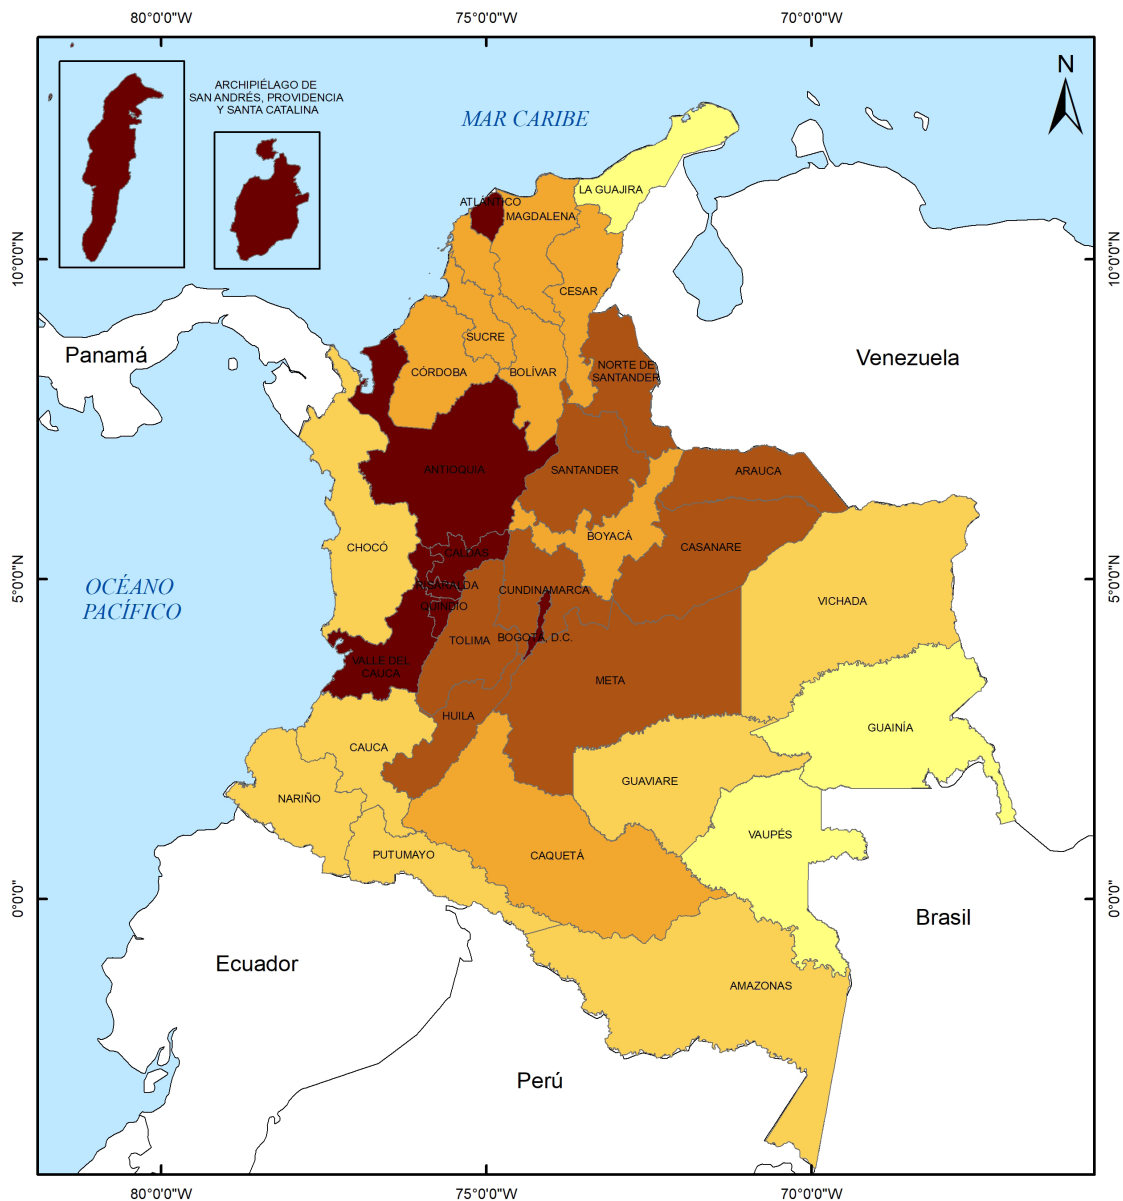 80°0'0"W
75°0'0"W
70°0'0"W
N
ARCHIPIÉLAGO DE
SAN ANDRÉS, PROVIDENCIA
Y SANTA CATALINA
MAR CARIBE
LA GUAJIRA
ATLÁNTICO
MAGDALENA
10°0'0"N
10°0'0"N
CESAR
SUCRE
Panamá
Venezuela
CÓRDOBA
BOLÍVAR
NORTE DE
SANTANDER
ANTIOQUIA
SANTANDER
ARAUCA
CHOCÓ
BOYACÁ
CASANARE
CALDAS
5°0'0"N
5°0'0"N
OCÉANO
PACÍFICO
RISARALDA
CUNDINAMARCA
VICHADA
QUINDÍO
TOLIMA
BOGOTÁ, D.C.
VALLE DEL
CAUCA
META
HUILA
GUAINÍA
CAUCA
GUAVIARE
NARIÑO
VAUPÉS
PUTUMAYO
CAQUETÁ
0°0'0"
0°0'0"
Brasil
Ecuador
AMAZONAS
Perú
80°0'0"W
75°0'0"W
70°0'0"W